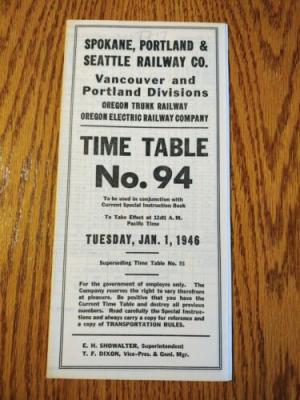 SPOKANE, PORTLAND &
SEATTLE RAILWAY CO.
Vancouver and
Portland Divisions
OREGON TRUNK RAILWAY
OREGON ELECTRIC RAILWAY COMPANY
TIME TABLE
No. 94
To be used in conjunction with
Current Special Instruction Book
To Take Effect at 12:01 A. M.
Pacific Time
TUESDAY, JAN. 1, 1946
Superseding Time Table No. 
For the government of employes only. The
Company reserves the right to vary therefrom
at pleasure. Be positive that you have the
Current Time Table and destroy all previous
numbers. Read carefully the Special Instruc-
tions and always carry a copy for reference and
a copy of TRANSPORTATION RULES.
E. H. SHOWALTER, Superintendent
T. F. DIXON, Vice-Pres. & Genl. Mgr.